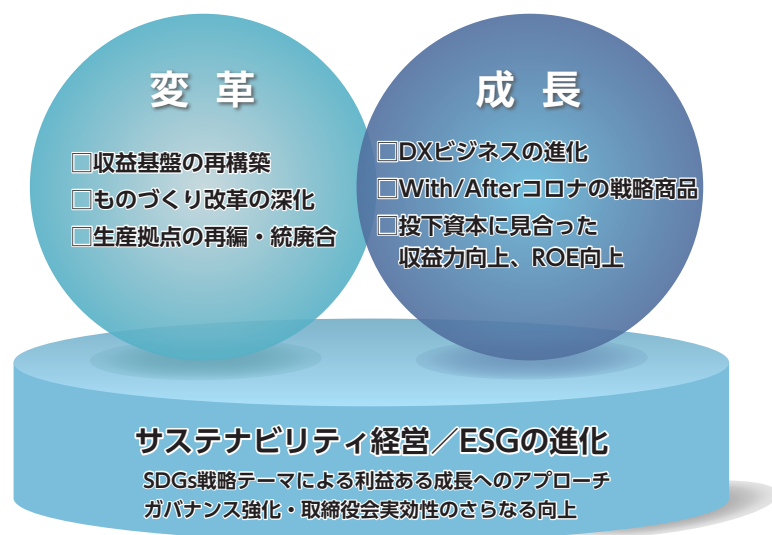 変 革
□収益基盤の再構築
□ものづくり改革の深化
□生産拠点の再編・統廃合
成 長
□DXビジネスの進化
□With/Afterコロナの戦略商品
□投下資本に見合った
収益力向上、ROE向上
サステナビリティ経営／ESGの進化
SDGs戦略テーマによる利益ある成長へのアプローチ
ガバナンス強化・取締役会実効性のさらなる向上